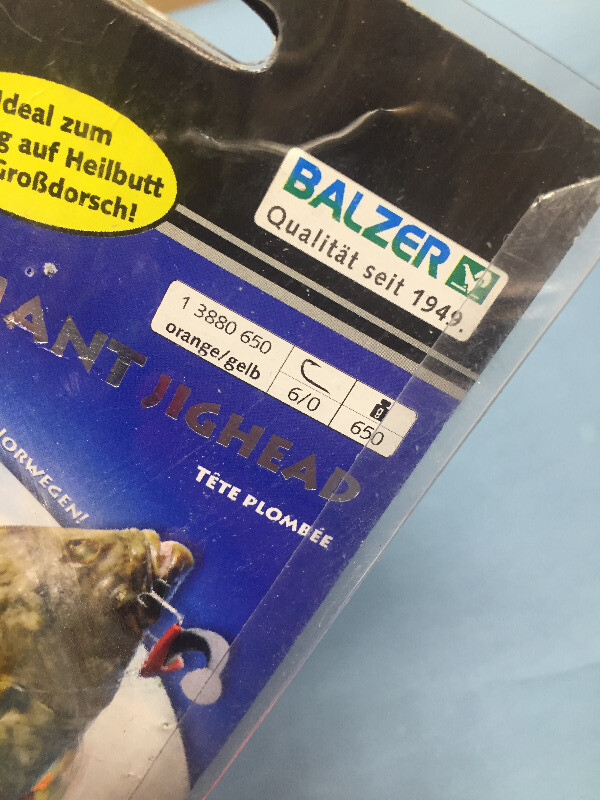 Ideal zum
g auf Heilbutt
Großdorsch!
BALZER
Qualität seit 1949.
1 3880 650
orange/gelb
6/0
g
650
IANT JIGHEAD
TÊTE PLOMBÉE
NORWEGEN!